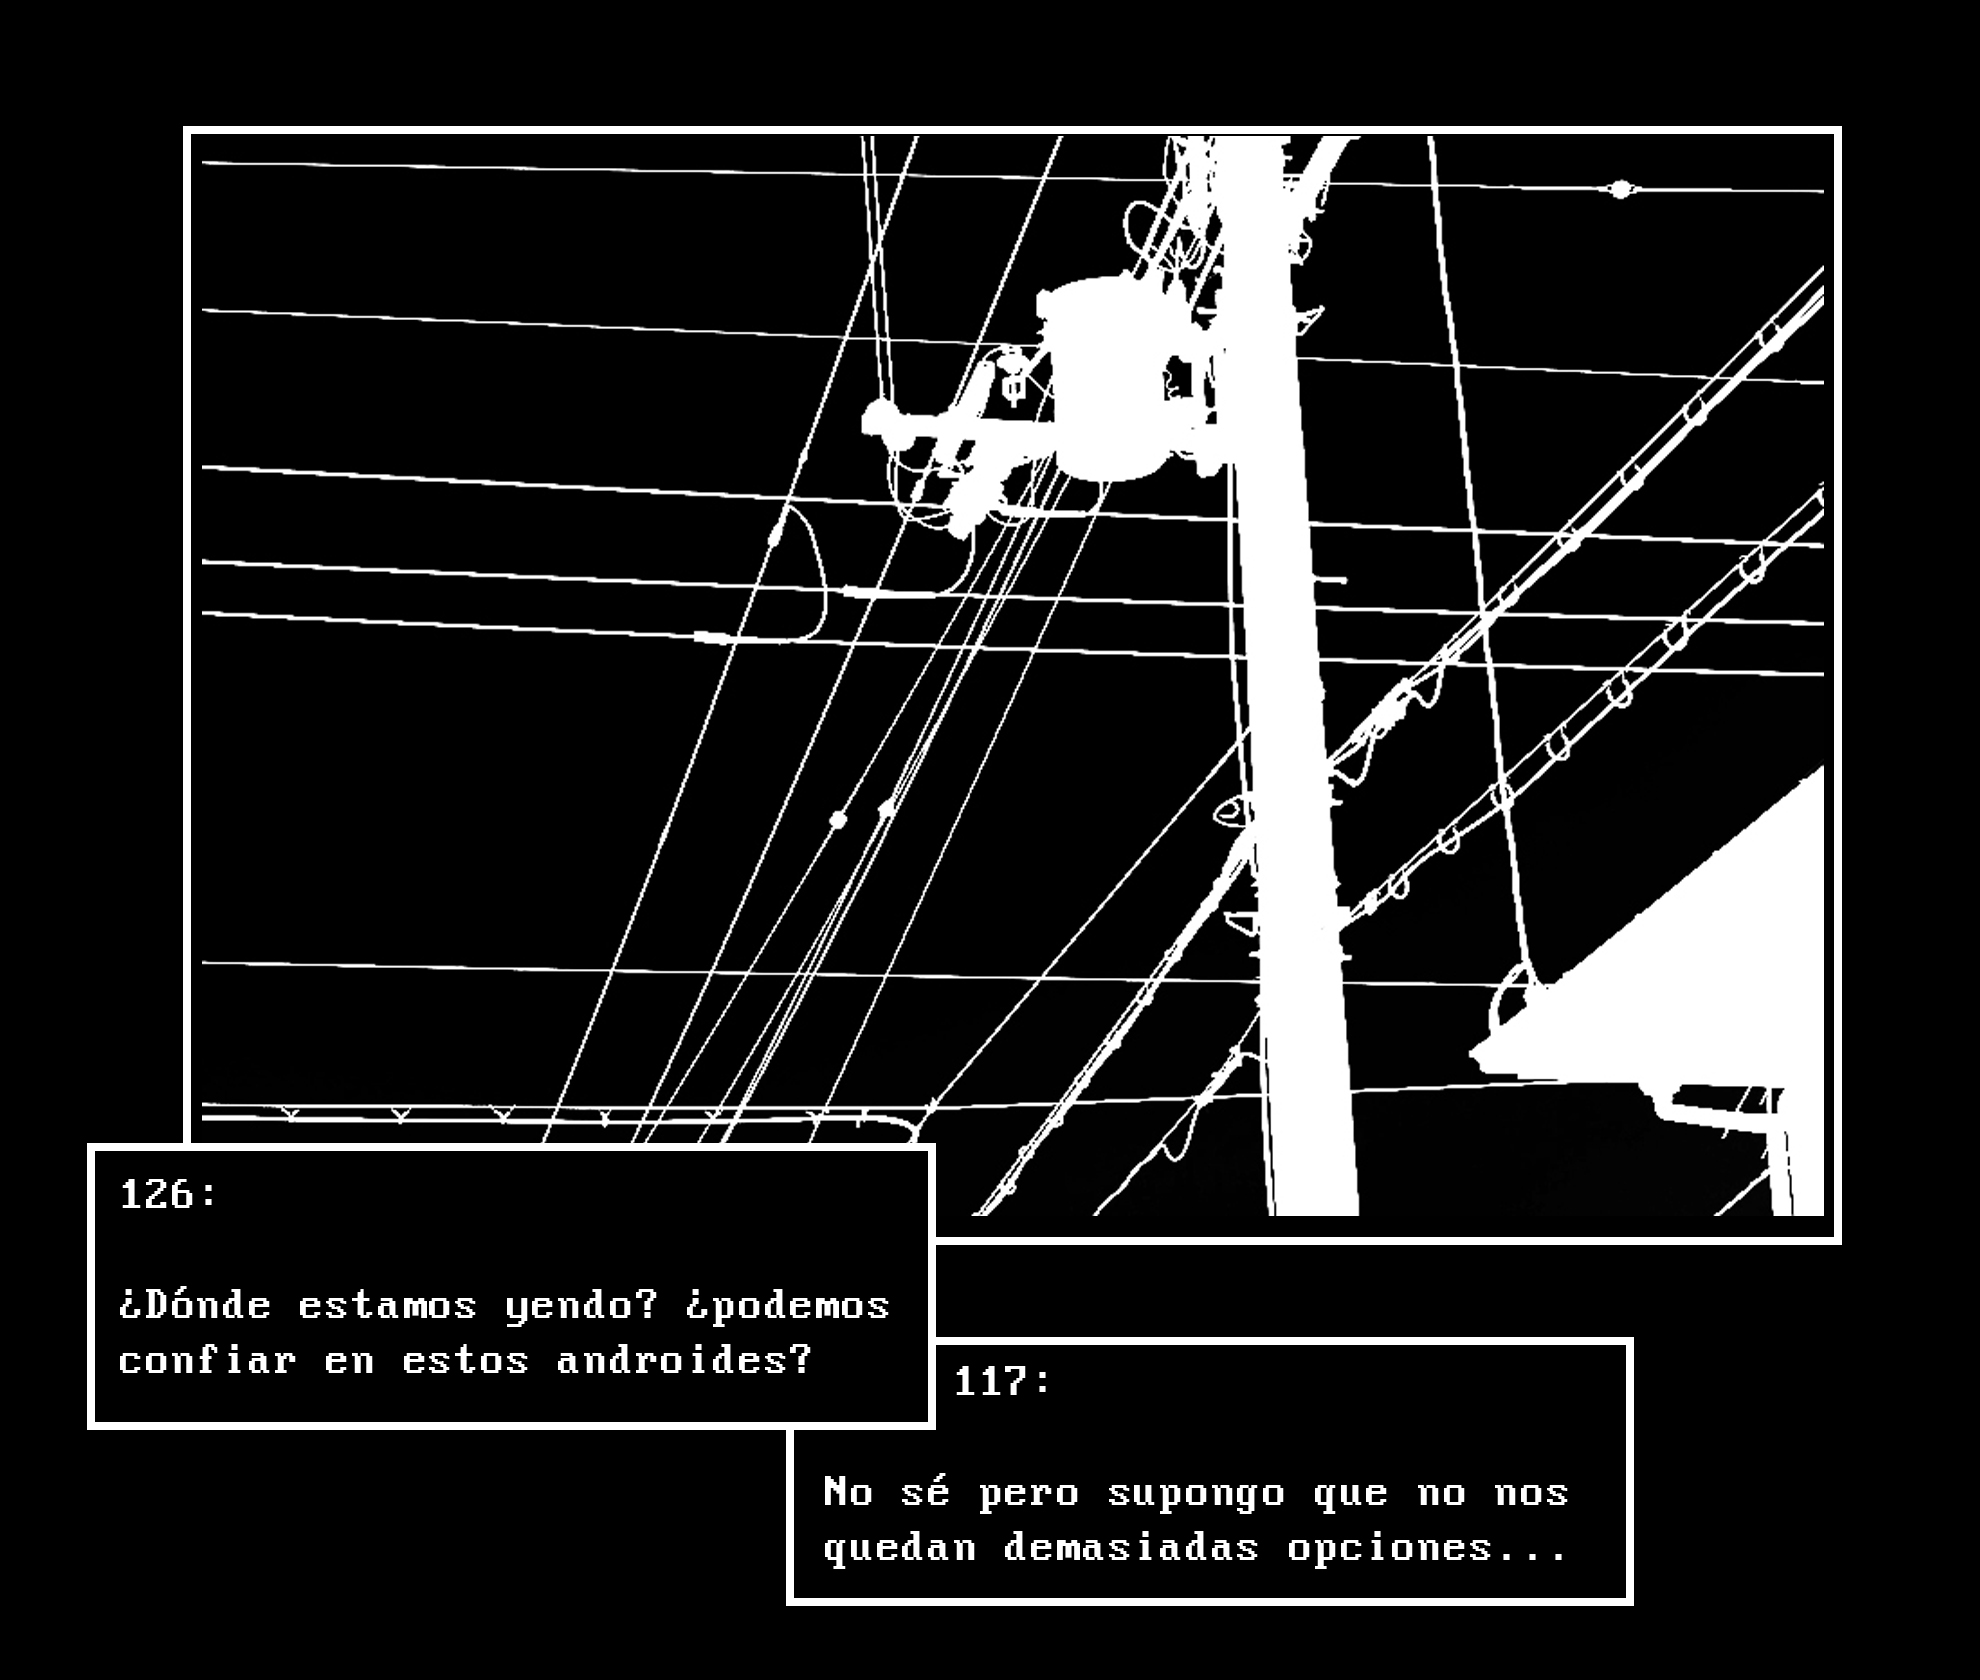 126:
¿Dónde estamos yendo? ¿podemos
confiar en estos androides?
117:
No sé pero supongo que no nos
quedan demasiadas opciones...